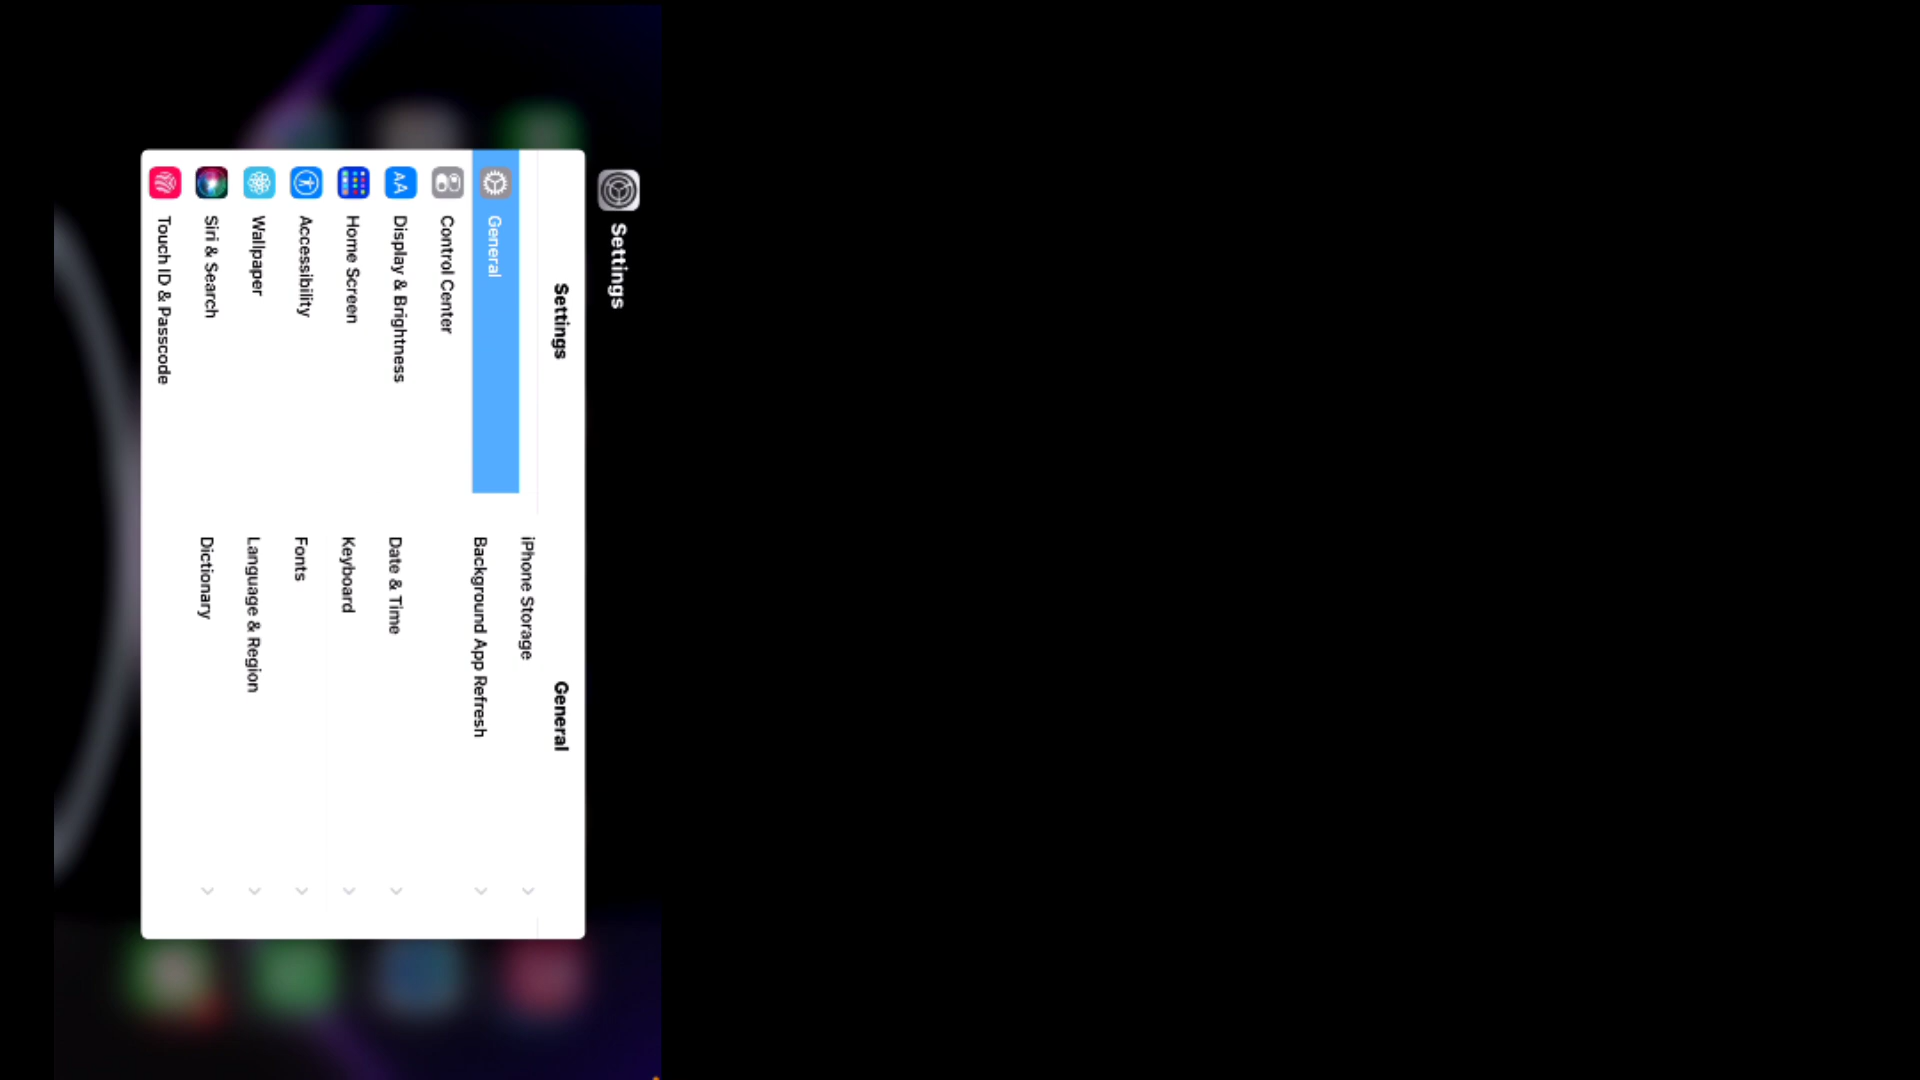 Settings
Settings
General
Control Center
AA
Display & Brightness
Home Screen
Accessibility
Wallpaper
Siri & Search
Touch ID & Passcode
General
iPhone Storage
Background App Refresh
Date & Time
Keyboard
Fonts
Language & Region
Dictionary